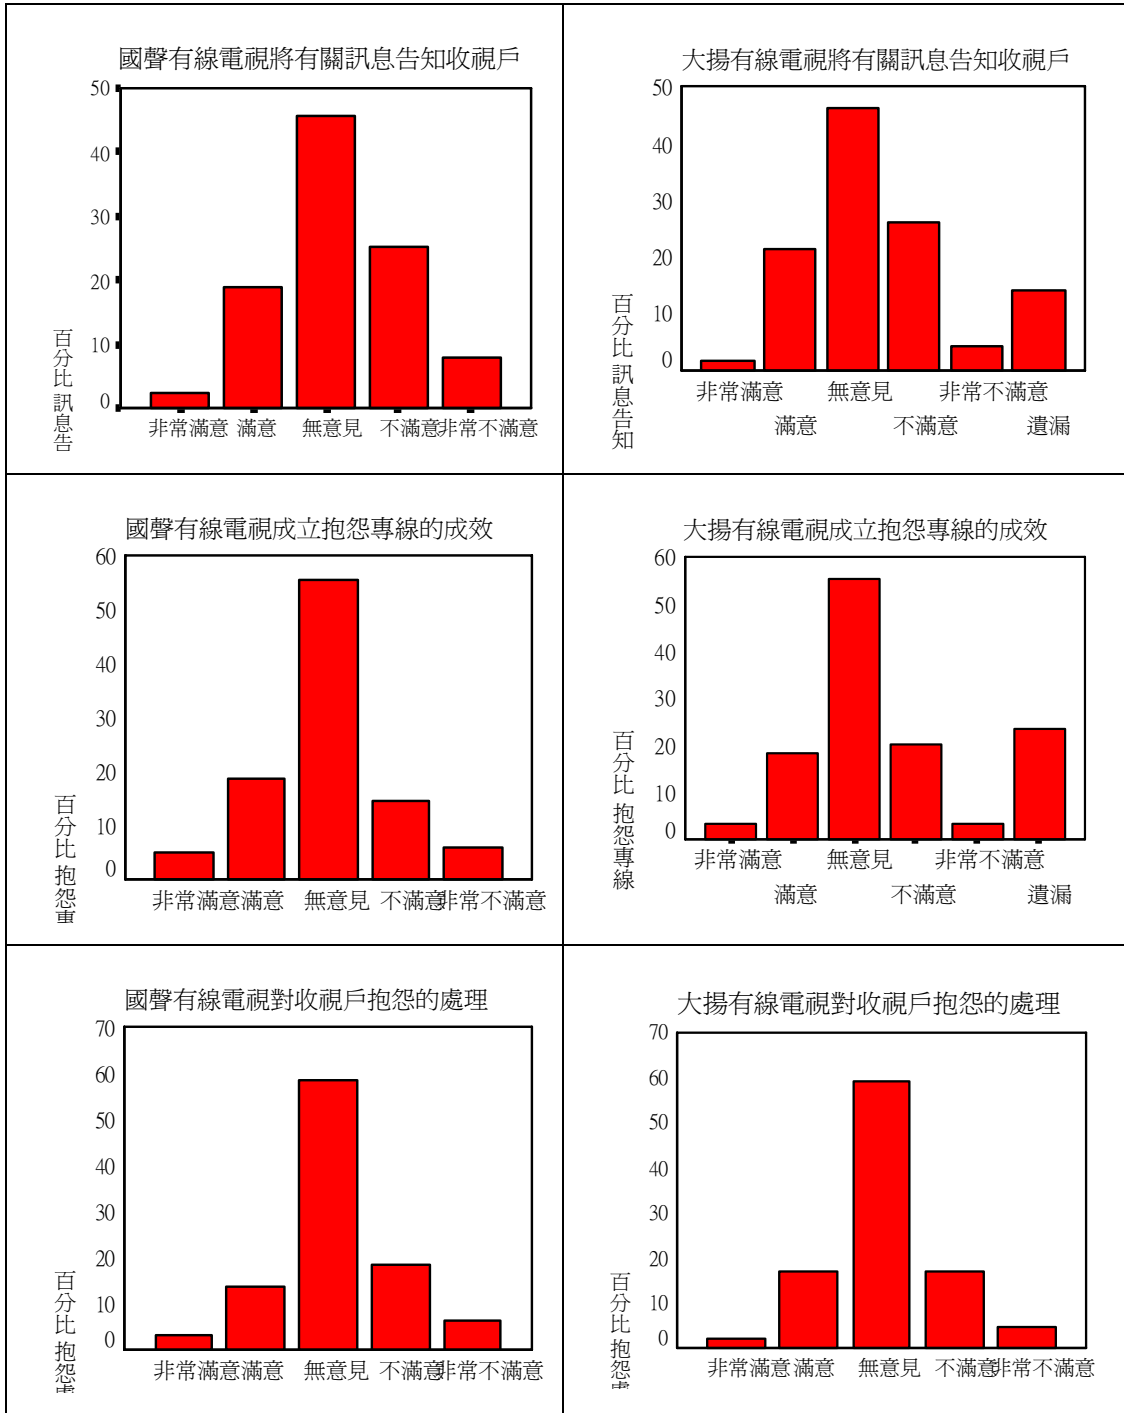 國聲有線電視將有關訊息告知收視戶
50
40
30
20
10
0
百分比 訊息告
非常滿意 滿意 無意見 不滿意 非常不滿意
大揚有線電視將有關訊息告知收視戶
50
40
30
20
10
0
百分比 訊息告知
非常滿意 無意見 非常不滿意
滿意 不滿意 遺漏
國聲有線電視成立抱怨專線的成效
60
50
40
30
20
10
0
百分比 抱怨
非常滿意 滿意 無意見 不滿意 非常不滿意
大揚有線電視成立抱怨專線的成效
60
50
40
30
20
10
0
百分比 抱怨專線
非常滿意 無意見 非常不滿意
滿意 不滿意 遺漏
國聲有線電視對收視戶抱怨的處理
70
60
50
40
30
20
10
0
百分比 抱怨
非常滿意 滿意 無意見 不滿意 非常不滿意
大揚有線電視對收視戶抱怨的處理
70
60
50
40
30
20
10
0
百分比 抱怨
非常滿意 滿意 無意見 不滿意 非常不滿意